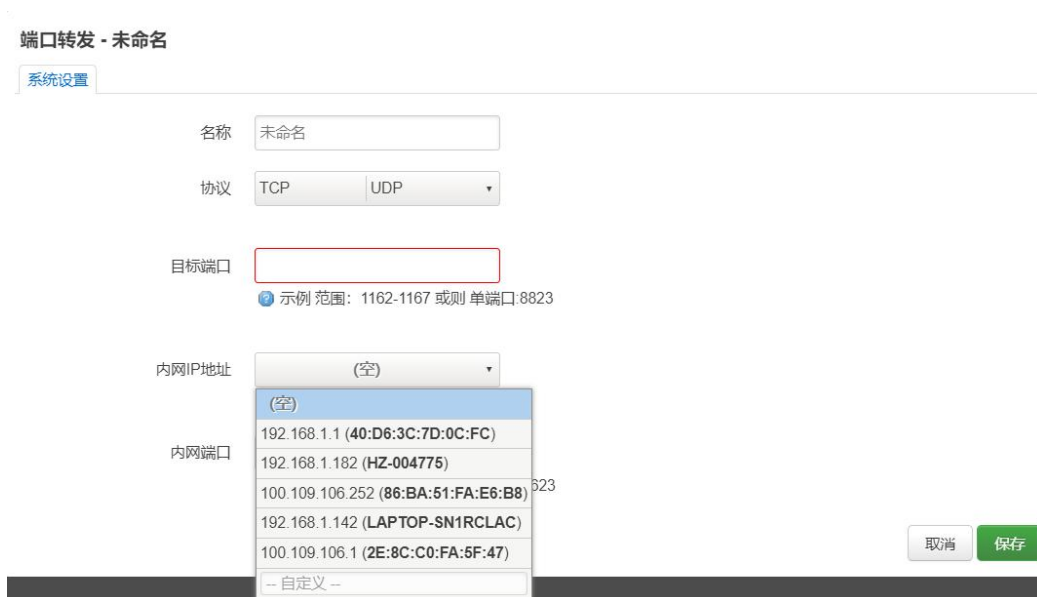 端口转发 - 未命名
系统设置
名称 未命名
协议 TCP UDP
目标端口
示例 范围：1162-1167 或则 单端口:8823
内网IP地址 (空)
(空)
192.168.1.1 (40:D6:3C:7D:0C:FC)
内网端口
192.168.1.182 (HZ-004775)
100.109.106.252 (86:BA:51:FA:E6:B8) 623
192.168.1.142 (LAPTOP-SN1RCLAC)
100.109.106.1 (2E:8C:C0:FA:5F:47)
取消 保存
-- 自定义 --